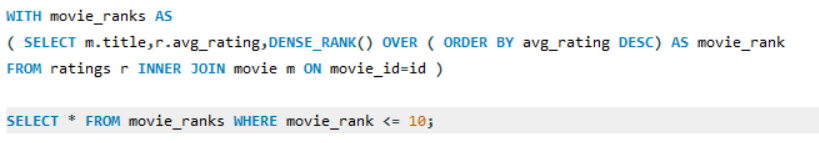 WITH movie_ranks AS
( SELECT m.title,r.avg_rating,DENSE_RANK() OVER ( ORDER BY avg_rating DESC) AS movie_rank
FROM ratings r INNER JOIN movie m ON movie_id=id )
SELECT * FROM movie_ranks WHERE movie_rank <= 10;